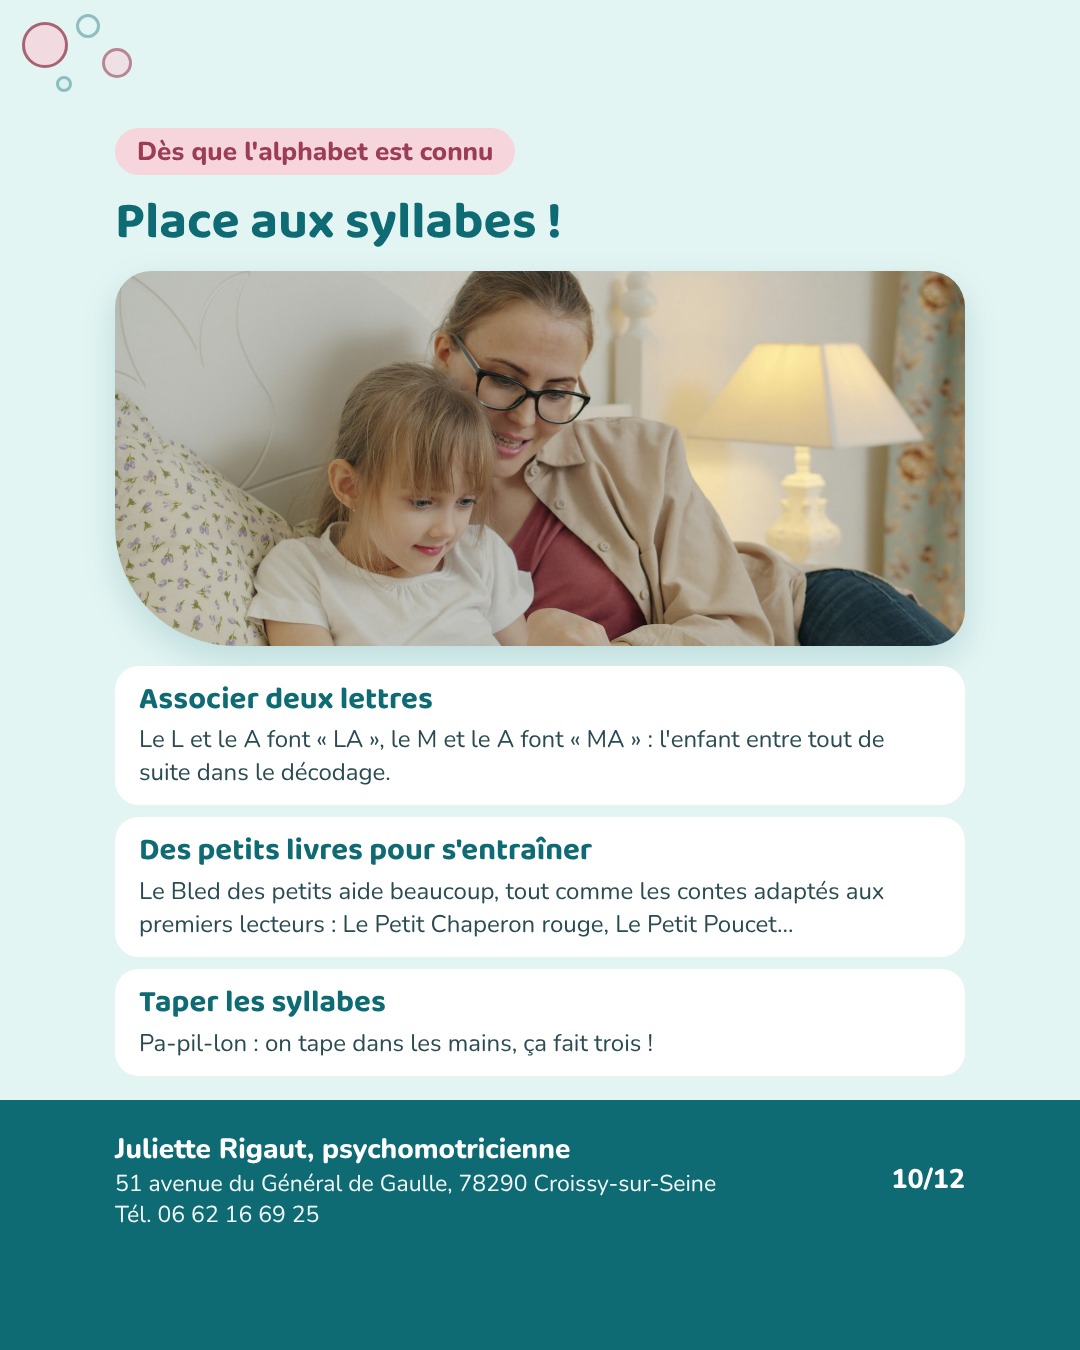 Dès que l'alphabet est connu
Place aux syllabes !
Associer deux lettres
Le L et le A font « LA », le M et le A font « MA » : l'enfant entre tout de
suite dans le décodage.
Des petits livres pour s'entraîner
Le Bled des petits aide beaucoup, tout comme les contes adaptés aux
premiers lecteurs : Le Petit Chaperon rouge, Le Petit Poucet...
Taper les syllabes
Pa-pil-lon : on tape dans les mains, ça fait trois !
Juliette Rigaut, psychomotricienne
51 avenue du Général de Gaulle, 78290 Croissy-sur-Seine
Tél. 06 62 16 69 25
10/12